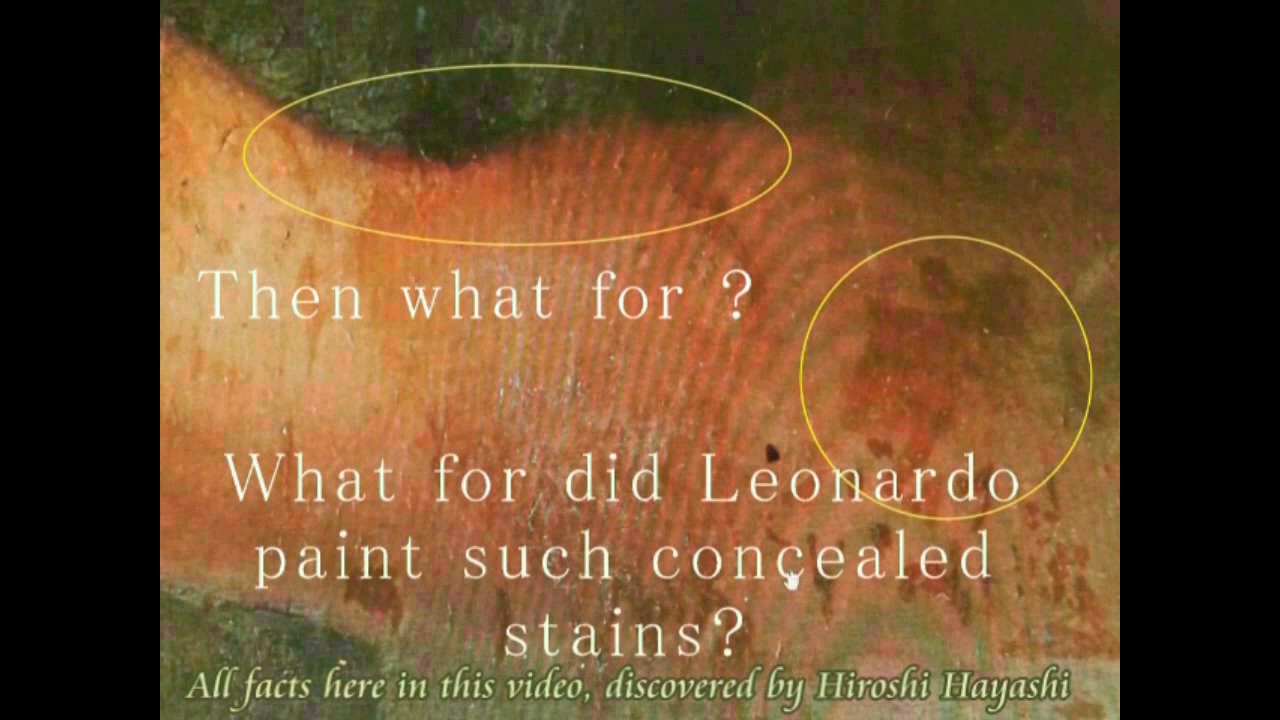 Then what for ?
What for did Leonardo
paint such concealed
stains?
All facts here in this video, discovered by Hiroshi Hayashi